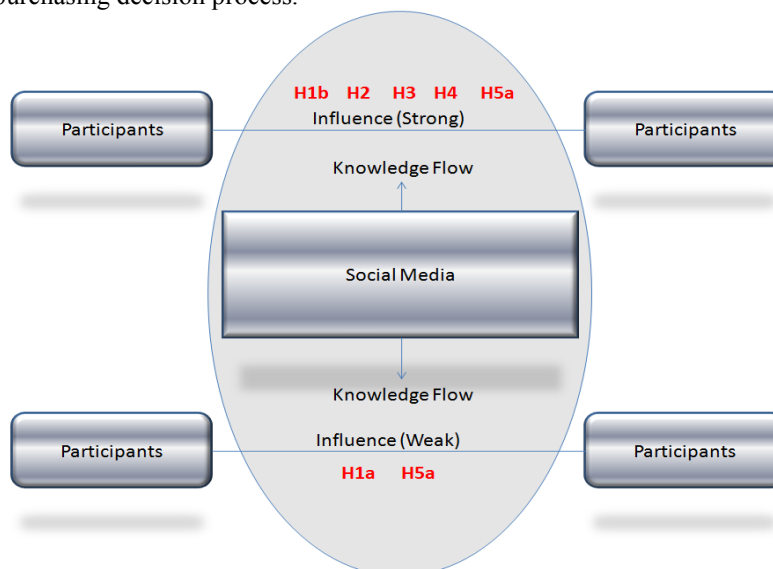 purchasing decision process.
H1b H2 H3 H4 H5a
Participants Influence (Strong) Participants
Knowledge Flow
Social Media
Knowledge Flow
Participants Influence (Weak) Participants
H1a H5a